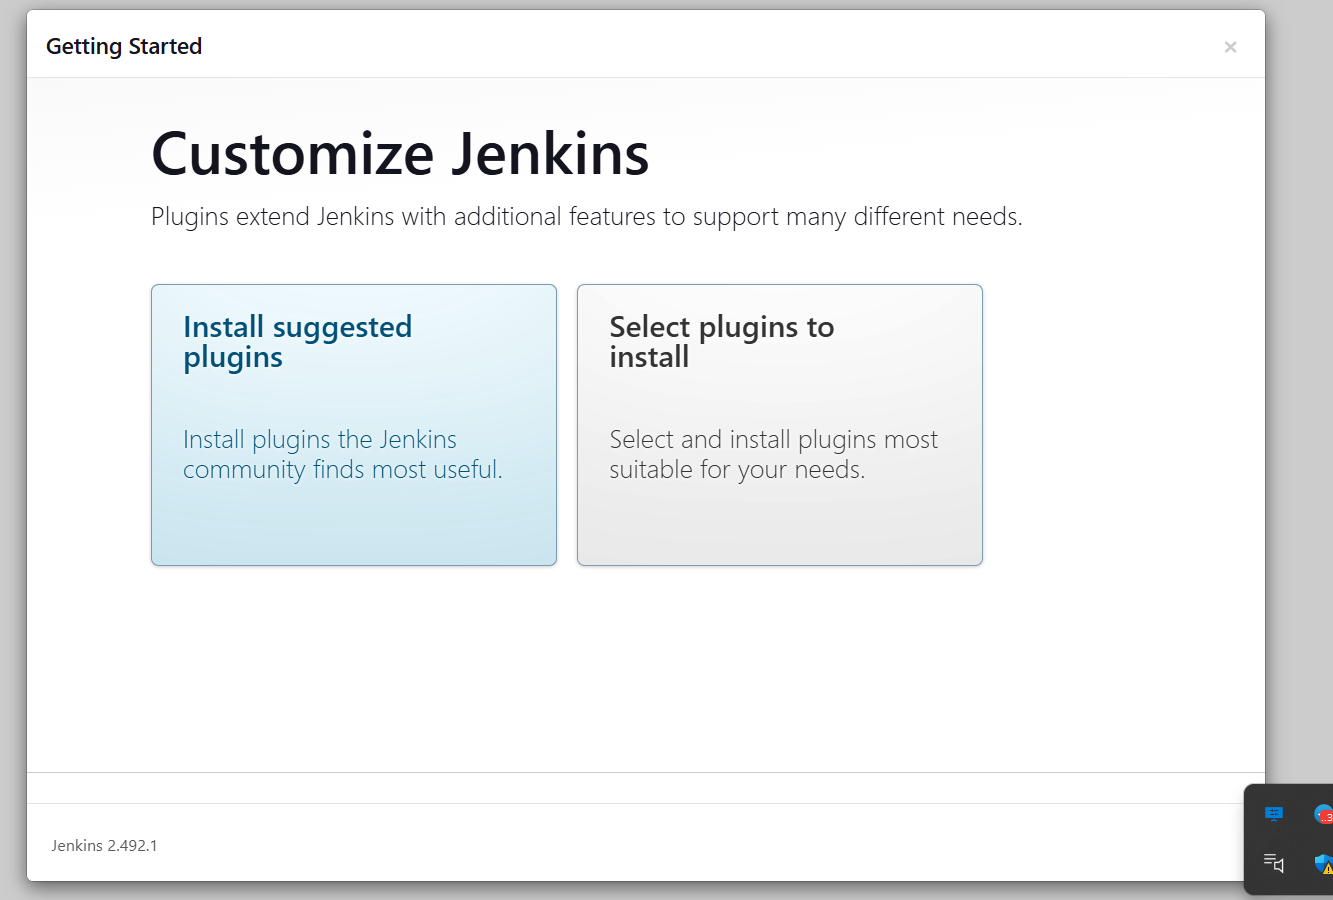 Getting Started
×
Customize Jenkins
Plugins extend Jenkins with additional features to support many different needs.
Install suggested
plugins
Install plugins the Jenkins
community finds most useful.
Select plugins to
install
Select and install plugins most
suitable for your needs.
Jenkins 2.492.1